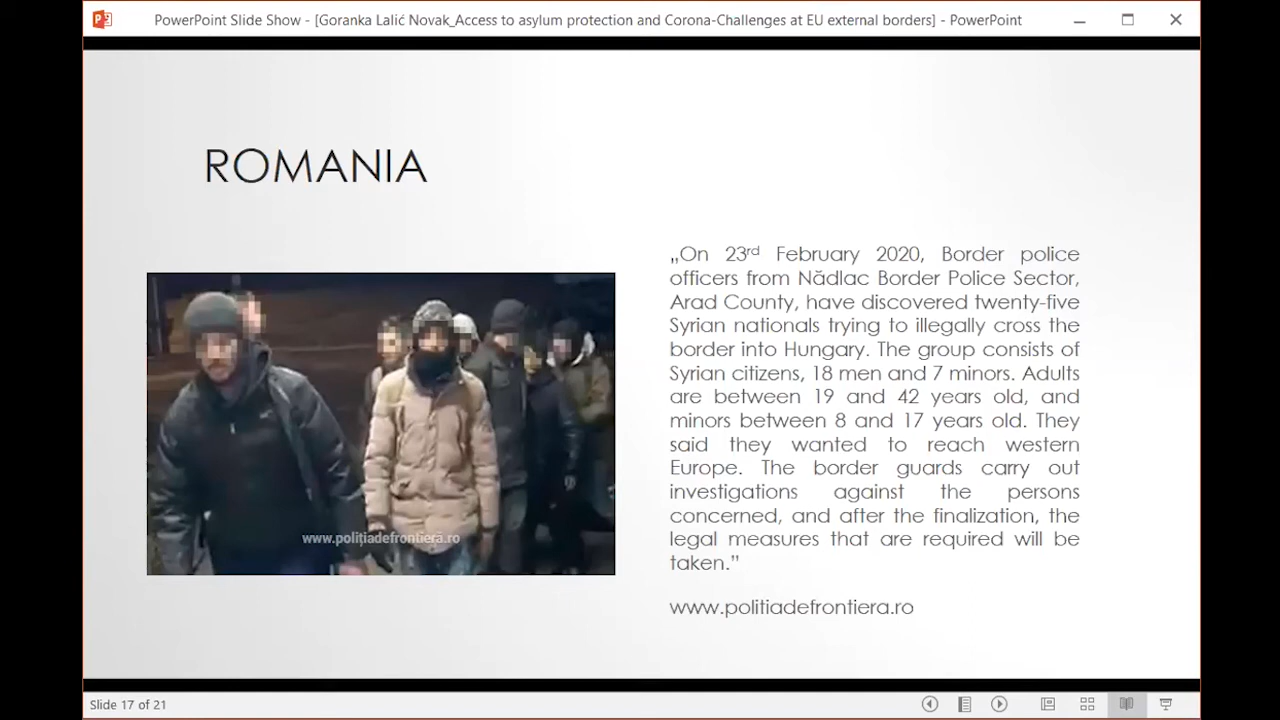 PowerPoint Slide Show - [Goranka Lalić Novak_Access to asylum protection and Corona-Challenges at EU external borders] - PowerPoint
ROMANIA
„On 23rd February 2020, Border police
officers from Nădlac Border Police Sector,
Arad County, have discovered twenty-five
Syrian nationals trying to illegally cross the
border into Hungary. The group consists of
Syrian citizens, 18 men and 7 minors. Adults
are between 19 and 42 years old, and
minors between 8 and 17 years old. They
said they wanted to reach western
Europe. The border guards carry out
investigations against the persons
concerned, and after the finalization, the
legal measures that are required will be
taken.”
www.politiadefrontiera.ro
www.poliţiadefrontieră.ro
Slide 17 of 21